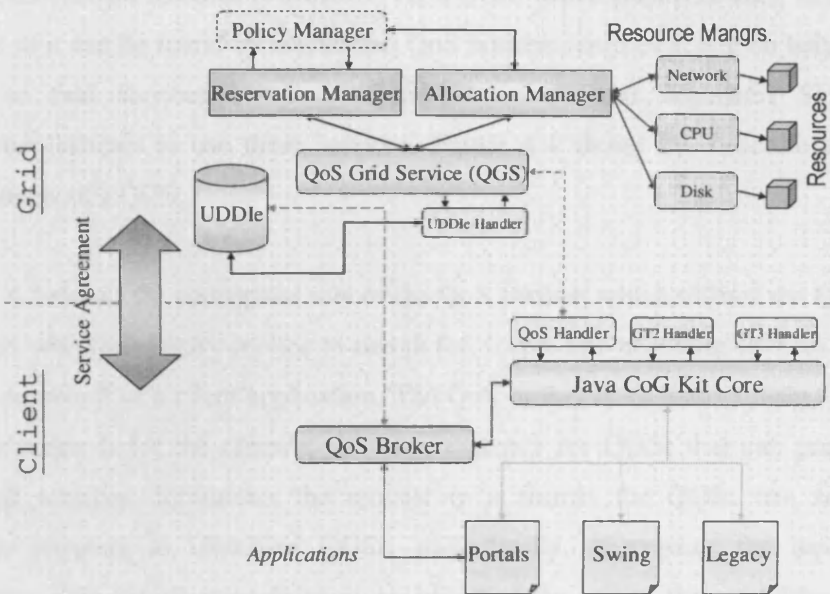 Policy Manager
Resource Mangrs.
Reservation Manager
Allocation Manager
Network
CPU
Disk
Resources
Grid
UDDIe
QoS Grid Service (QGS)
UDDIe Handler
Service Agreement
Client
QoS Handler
GT2 Handler
GT3 Handler
Java CoG Kit Core
QoS Broker
Applications
Portals
Swing
Legacy